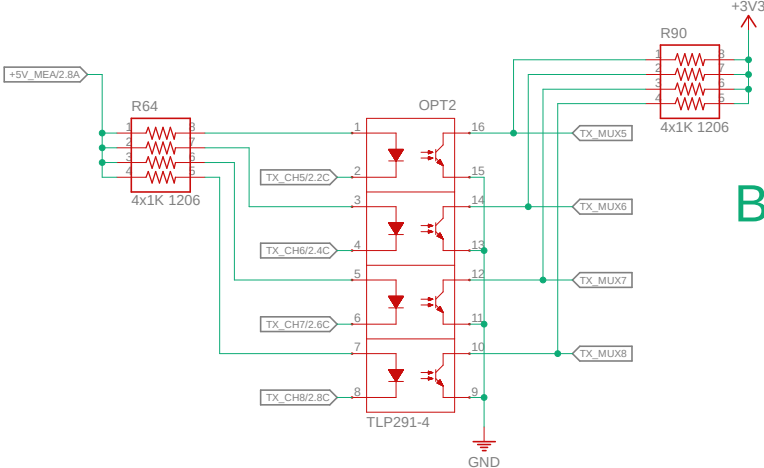 +3V3
R90
1 8
2 7
3 6
4 5
4x1K 1206
+5V_MEA/2.8A
R64
1 8
2 7
3 6
4 5
4x1K 1206
OPT2
1 16
TX_MUX5
TX_CH5/2.2C
2 15
3 14
TX_MUX6
B
TX_CH6/2.4C
4 13
5 12
TX_MUX7
TX_CH7/2.6C
6 11
7 10
TX_MUX8
TX_CH8/2.8C
8 9
TLP291-4
GND